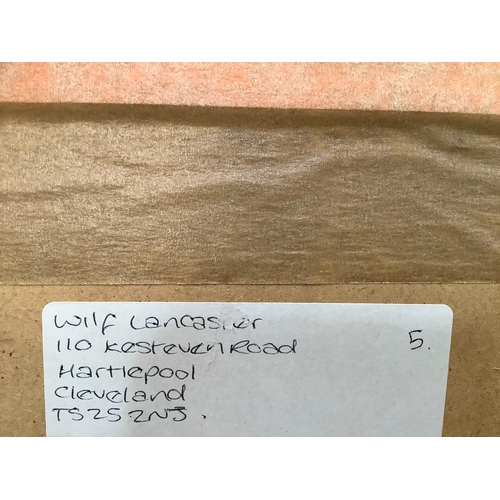 Wilf Lancaster
110 Kesteven Road 5.
Hartlepool
Cleveland
TS25 2NJ.